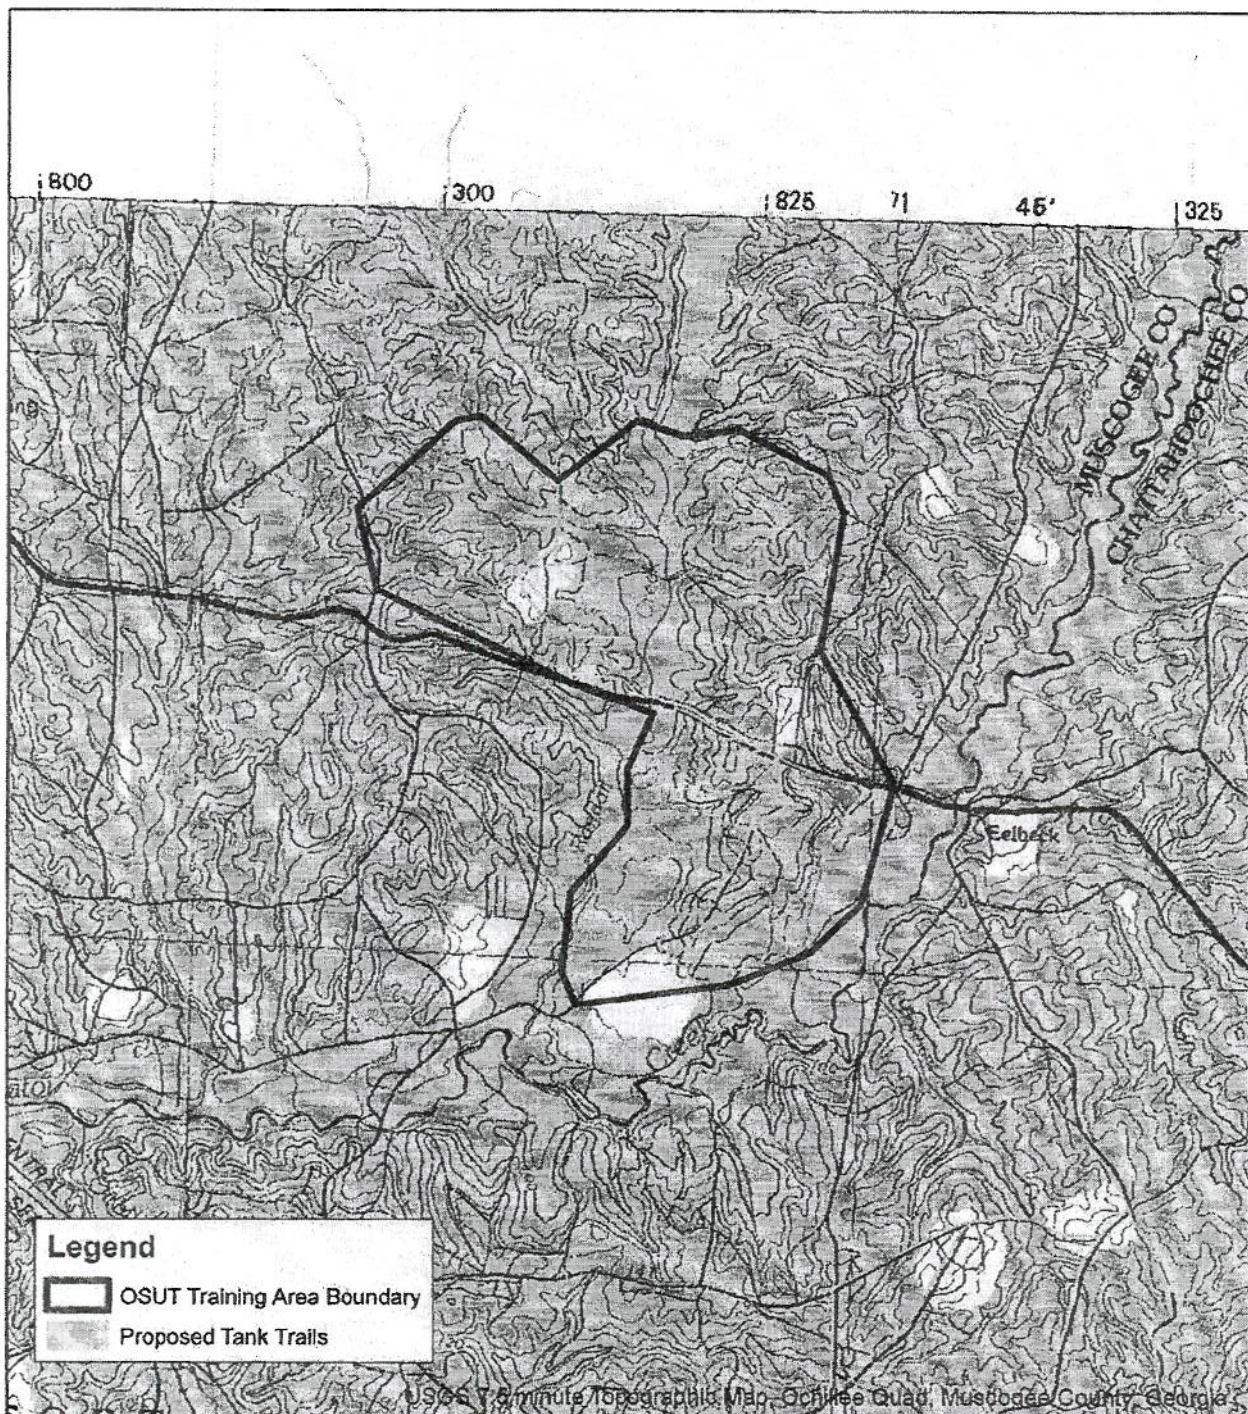 800
300
825
71
45'
325
MUSCOGEE CO
CHATTAHOOCHEE CO
Eelbeck
NTRAL
Legend
OSUT Training Area Boundary
Proposed Tank Trails
USGS 7.5 minute Topographic Map, Ochillee Quad, Muscogee County, Georgia